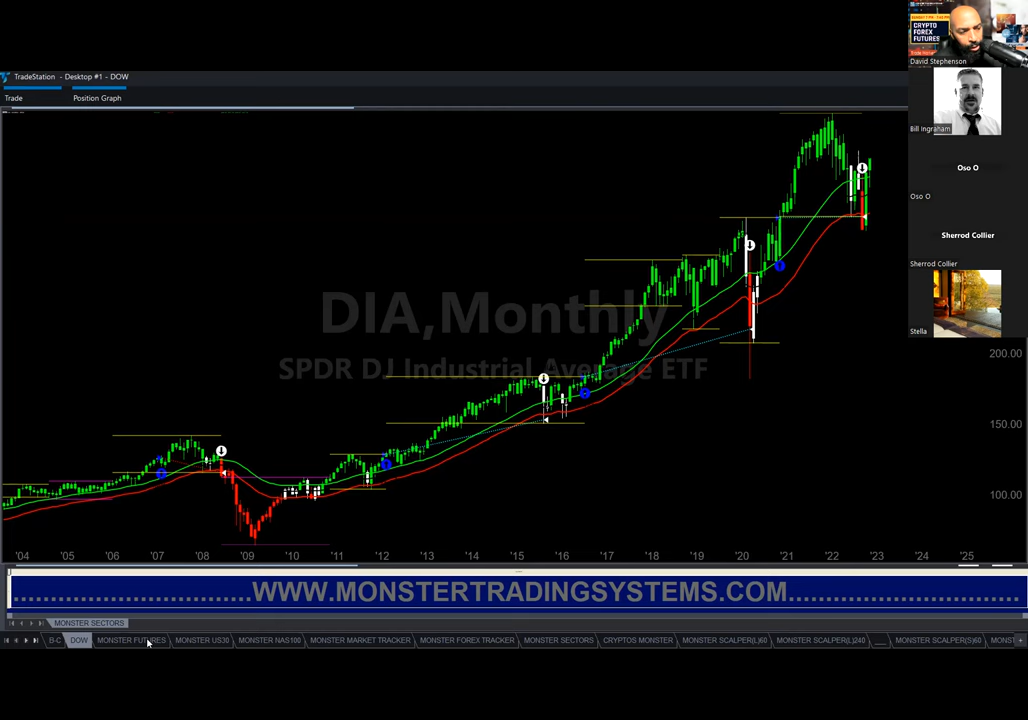 TradeStation - Desktop #1 - DOW
Trade
Position Graph
CRYPTO
FOREX
FUTURES
David Stephenson
Bill Ingraham
Oso O
Oso O
Sherrod Collier
Sherrod Collier
Stella
DIA,Monthly
SPDR DJ Industrial Average ETF
200.00
150.00
100.00
'04 '05 '06 '07 '08 '09 '10 '11 '12 '13 '14 '15 '16 '17 '18 '19 '20 '21 '22 '23 '24 '25
WWW.MONSTERTRADINGSYSTEMS.COM
MONSTER SECTORS
B-C DOW MONSTER FUTURES MONSTER US30 MONSTER NAS100 MONSTER MARKET TRACKER MONSTER FOREX TRACKER MONSTER SECTORS CRYPTOS MONSTER MONSTER SCALPER(L)60 MONSTER SCALPER(L)240 ___ MONSTER SCALPER(S)60 MONST